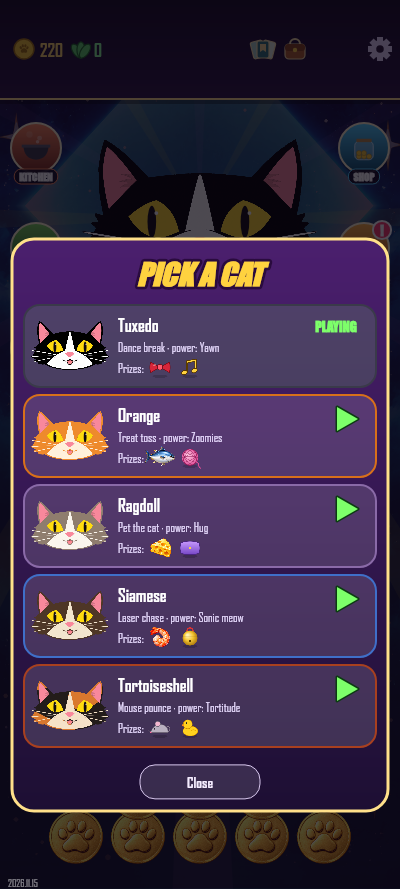 220 0
KITCHEN
SHOP
!
PICK A CAT
Tuxedo
PLAYING
Dance break · power: Yawn
Prizes:
Orange
Treat toss · power: Zoomies
Prizes:
Ragdoll
Pet the cat · power: Hug
Prizes:
Siamese
Laser chase · power: Sonic meow
Prizes:
Tortoiseshell
Mouse pounce · power: Tortitude
Prizes:
Close
2026.11.15